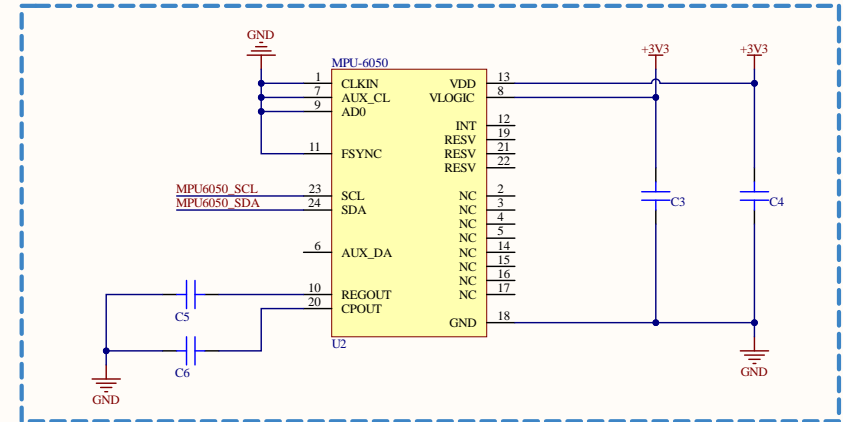 GND
+3V3
+3V3
MPU-6050
1 CLKIN VDD 13
7 AUX_CL VLOGIC 8
9 AD0
INT 12
RESV 19
11 FSYNC RESV 21
RESV 22
MPU6050_SCL 23 SCL NC 2
MPU6050_SDA 24 SDA NC 3
C3
C4
NC 4
NC 5
6 AUX_DA NC 14
NC 15
NC 16
10 REGOUT NC 17
20 CPOUT
C5
GND 18
U2
C6
GND
GND